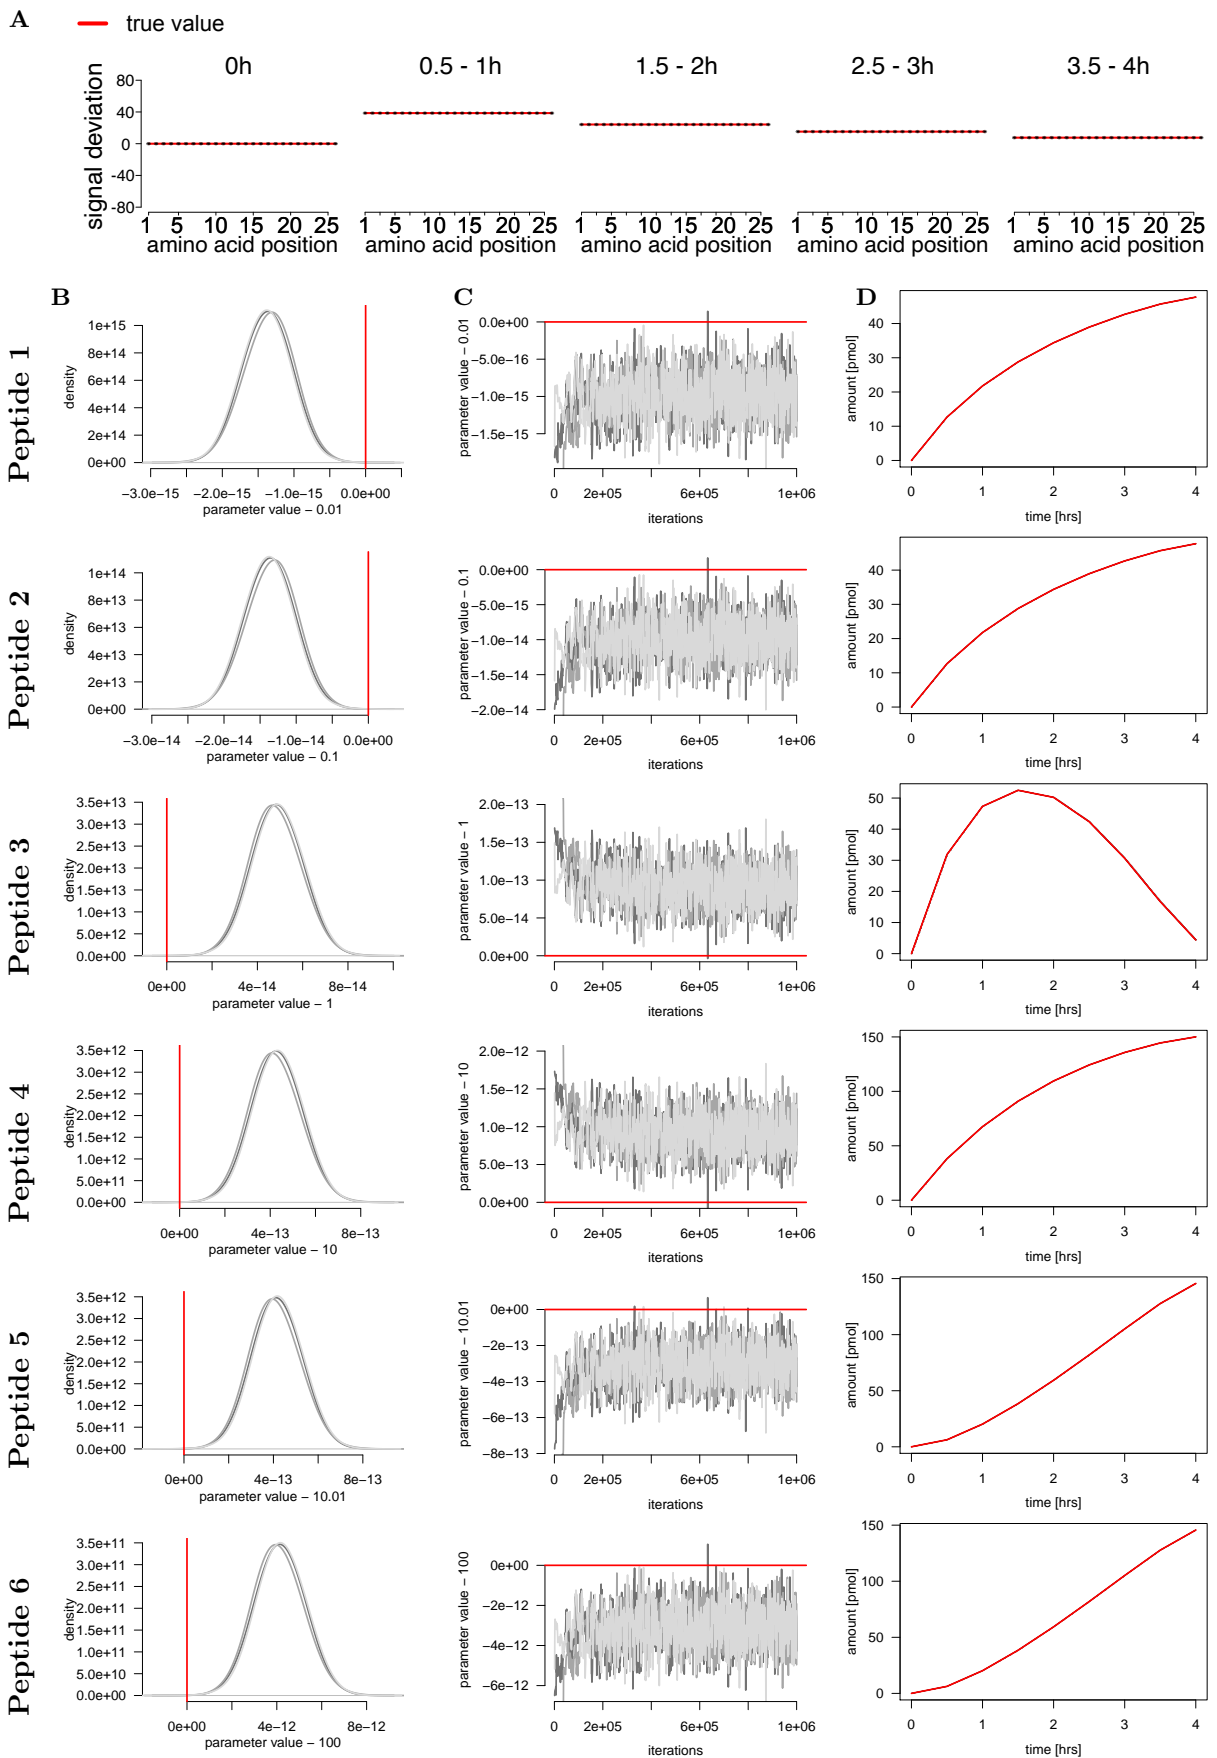 A
true value
0h 0.5 - 1h 1.5 - 2h 2.5 - 3h 3.5 - 4h
signal deviation
80
40
0
-40
-80
1 5 10 15 20 25 1 5 10 15 20 25 1 5 10 15 20 25 1 5 10 15 20 25 1 5 10 15 20 25
amino acid position amino acid position amino acid position amino acid position amino acid position
B C D
Peptide 1
density
1e+15
8e+14
6e+14
4e+14
2e+14
0e+00
−3.0e−15 −2.0e−15 −1.0e−15 0.0e+00
parameter value − 0.01
parameter value − 0.01
0.0e+00
−5.0e−16
−1.0e−15
−1.5e−15
0 2e+05 6e+05 1e+06
iterations
amount [pmol]
40
30
20
10
0
0 1 2 3 4
time [hrs]
Peptide 2
density
1e+14
8e+13
6e+13
4e+13
2e+13
0e+00
−3.0e−14 −2.0e−14 −1.0e−14 0.0e+00
parameter value − 0.1
parameter value − 0.1
0.0e+00
−5.0e−15
−1.0e−14
−1.5e−14
−2.0e−14
0 2e+05 6e+05 1e+06
iterations
amount [pmol]
40
30
20
10
0
0 1 2 3 4
time [hrs]
Peptide 3
density
3.5e+13
3.0e+13
2.5e+13
2.0e+13
1.5e+13
1.0e+13
5.0e+12
0.0e+00
0e+00 4e−14 8e−14
parameter value − 1
parameter value − 1
2.0e−13
1.5e−13
1.0e−13
5.0e−14
0.0e+00
0 2e+05 6e+05 1e+06
iterations
amount [pmol]
50
40
30
20
10
0
0 1 2 3 4
time [hrs]
Peptide 4
density
3.5e+12
3.0e+12
2.5e+12
2.0e+12
1.5e+12
1.0e+12
5.0e+11
0.0e+00
0e+00 4e−13 8e−13
parameter value − 10
parameter value − 10
2.0e−12
1.5e−12
1.0e−12
5.0e−13
0.0e+00
0 2e+05 6e+05 1e+06
iterations
amount [pmol]
150
100
50
0
0 1 2 3 4
time [hrs]
Peptide 5
density
3.5e+12
3.0e+12
2.5e+12
2.0e+12
1.5e+12
1.0e+12
5.0e+11
0.0e+00
0e+00 4e−13 8e−13
parameter value − 10.01
parameter value − 10.01
0e+00
−2e−13
−4e−13
−6e−13
−8e−13
0 2e+05 6e+05 1e+06
iterations
amount [pmol]
150
100
50
0
0 1 2 3 4
time [hrs]
Peptide 6
density
3.5e+11
3.0e+11
2.5e+11
2.0e+11
1.5e+11
1.0e+11
5.0e+10
0.0e+00
0e+00 4e−12 8e−12
parameter value − 100
parameter value − 100
0e+00
−2e−12
−4e−12
−6e−12
0 2e+05 6e+05 1e+06
iterations
amount [pmol]
150
100
50
0
0 1 2 3 4
time [hrs]